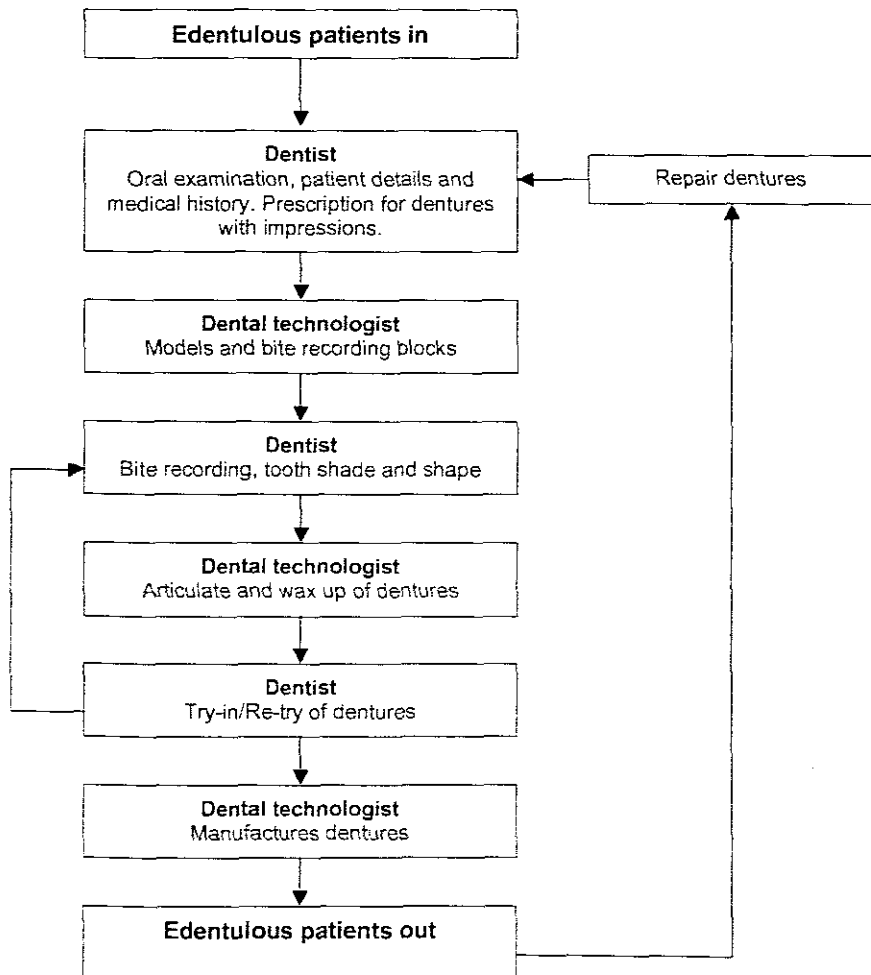 Edentulous patients in
Dentist
Oral examination, patient details and
medical history. Prescription for dentures
with impressions.
Repair dentures
Dental technologist
Models and bite recording blocks
Dentist
Bite recording, tooth shade and shape
Dental technologist
Articulate and wax up of dentures
Dentist
Try-in/Re-try of dentures
Dental technologist
Manufactures dentures
Edentulous patients out